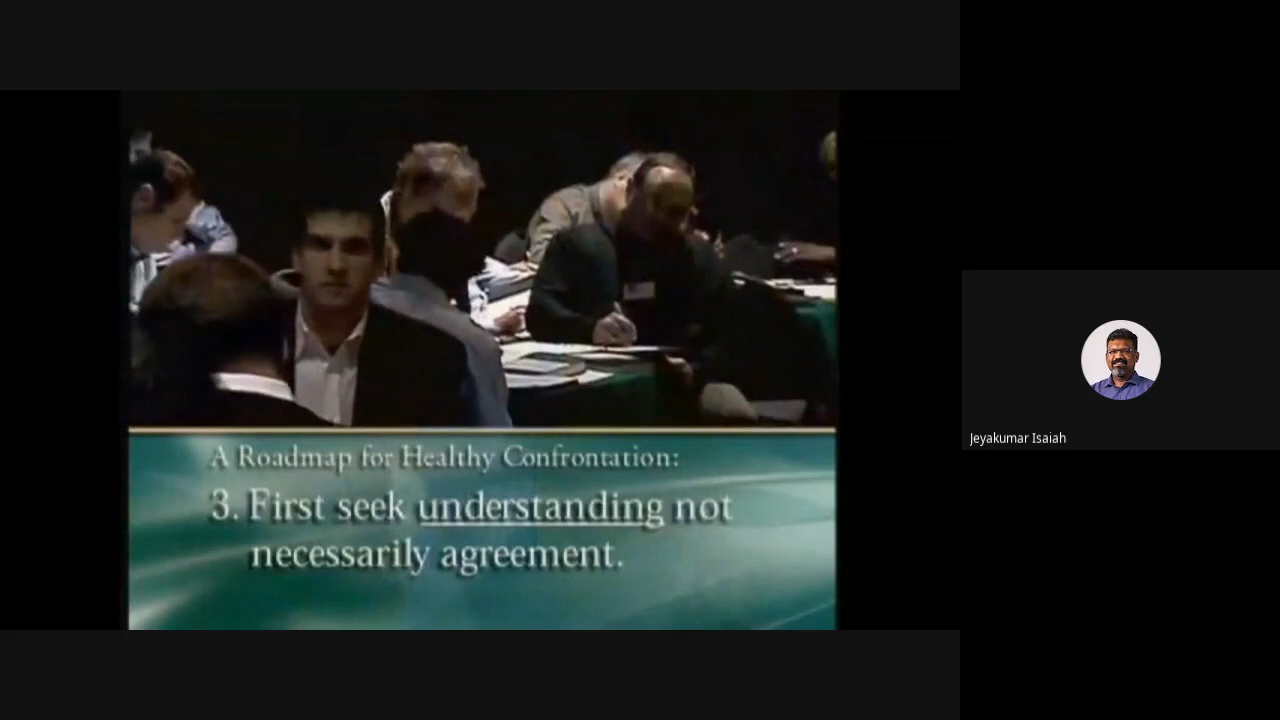 A Roadmap for Healthy Confrontation:
3. First seek understanding not
necessarily agreement.
Jeyakumar Isaiah